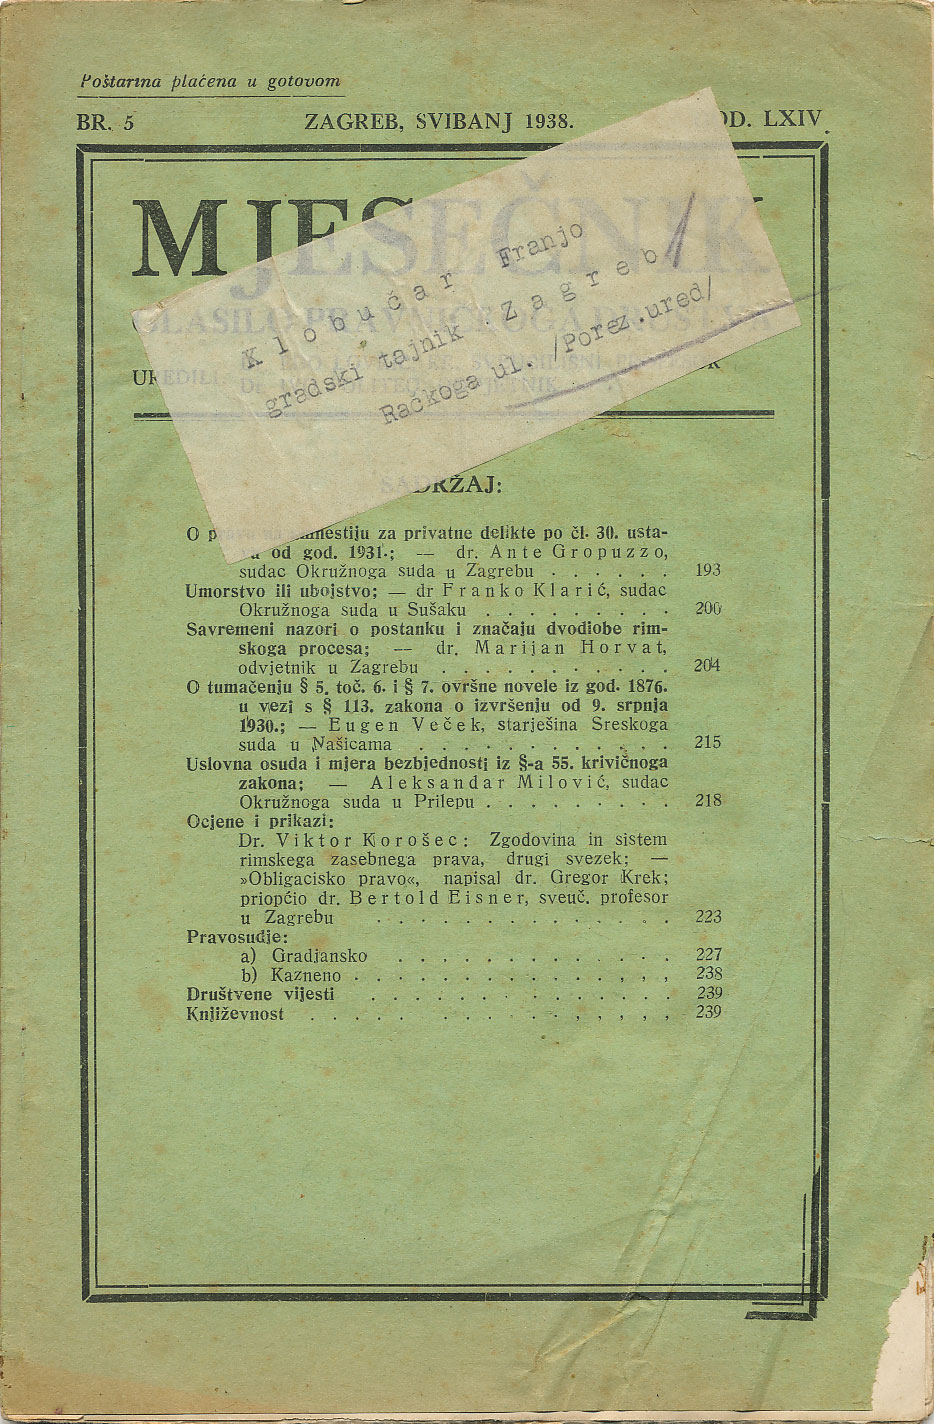 Poštarina plaćena u gotovom
BR. 5 ZAGREB, SVIBANJ 1938. GOD. LXIV.
MJESEČNIK
GLASILO PRAVNIČKOGA DRUŠTVA
Klobučar Franjo
gradski tajnik . Zagreb/
Račkoga ul. /Porez.ured/
SADRŽAJ:
O pravu na amnestiju za privatne delikte po čl. 30. usta-
va od god. 1931.; — dr. Ante Gropuzzo,
sudac Okružnoga suda u Zagrebu . . . . . . 193
Umorstvo ili ubojstvo; — dr Franko Klarić, sudac
Okružnoga suda u Sušaku . . . . . . . . . 200
Savremeni nazori o postanku i značaju dvodiobe rim-
skoga procesa; — dr. Marijan Horvat,
odvjetnik u Zagrebu . . . . . . . . . . . 204
O tumačenju § 5. toč. 6. i § 7. ovršne novele iz god. 1876.
u vezi s § 113. zakona o izvršenju od 9. srpnja
1930.; — Eugen Veček, starješina Sreskoga
suda u Našicama . . . . . . . . . . . . 215
Uslovna osuda i mjera bezbjednosti iz §-a 55. krivičnoga
zakona; — Aleksandar Milović, sudac
Okružnoga suda u Prilepu . . . . . . . . . 218
Ocjene i prikazi:
Dr. Viktor Korošec: Zgodovina in sistem
rimskega zasebnega prava, drugi svezek; —
»Obligacisko pravo«, napisal dr. Gregor Krek;
priopćio dr. Bertold Eisner, sveuč. profesor
u Zagrebu . . . . . . . . . . . . . . 223
Pravosudje:
a) Gradjansko . . . . . . . . . . . . . 227
b) Kazneno . . . . . . . . . . . . . , , , 238
Društvene vijesti . . . . . . . . . . . . . . 239
Književnost . . . . . . . . . . . , , , , , 239